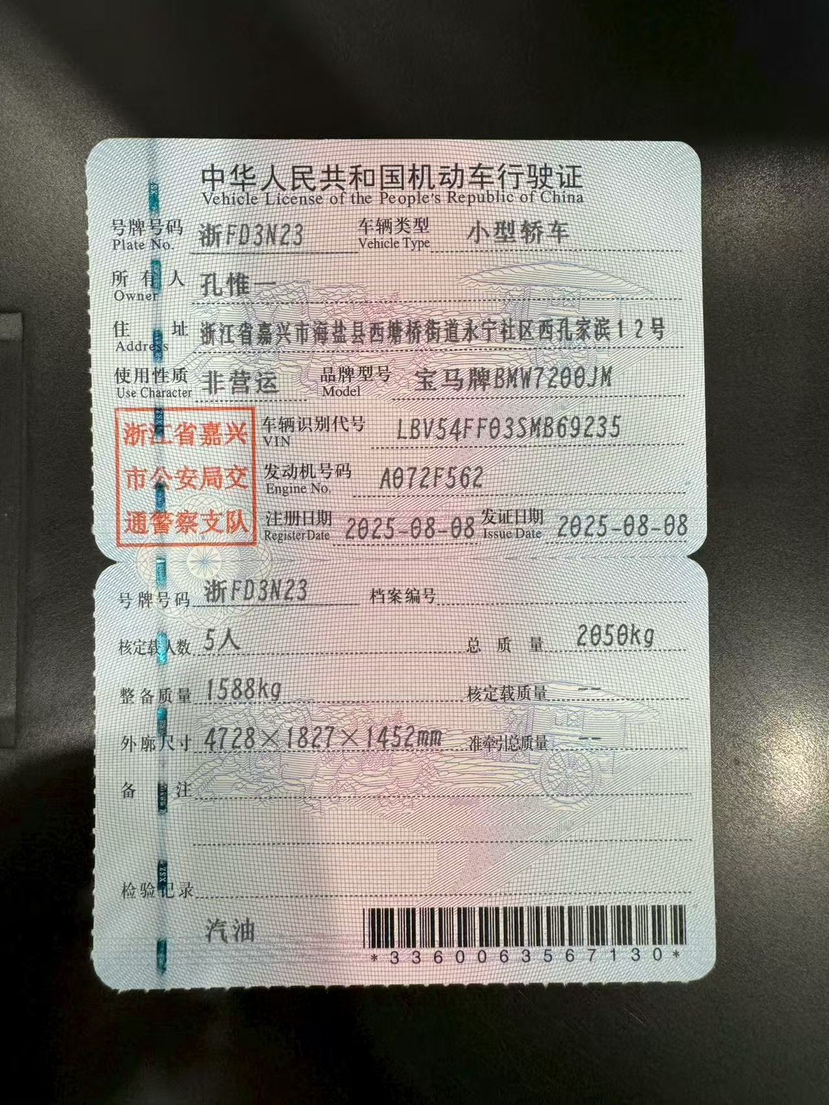 中华人民共和国机动车行驶证
Vehicle License of the People's Republic of China
号牌号码 浙FD3N23 车辆类型 小型轿车
Plate No. Vehicle Type
所有人 孔惟一
Owner
住址 浙江省嘉兴市海盐县西塘桥街道永宁社区西孔家浜12号
Address
使用性质 非营运 品牌型号 宝马牌BMW7200JM
Use Character Model
浙江省嘉兴 车辆识别代号 LBV54FF03SMB69235
VIN
市公安局交 发动机号码 A072F562
Engine No.
通警察支队 注册日期 2025-08-08 发证日期 2025-08-08
Register Date Issue Date
号牌号码 浙FD3N23 档案编号
核定载人数 5人 总质量 2050kg
整备质量 1588kg 核定载质量 --
外廓尺寸 4728×1827×1452mm 准牵引总质量 --
备注
检验记录
汽油
*3360063567130*